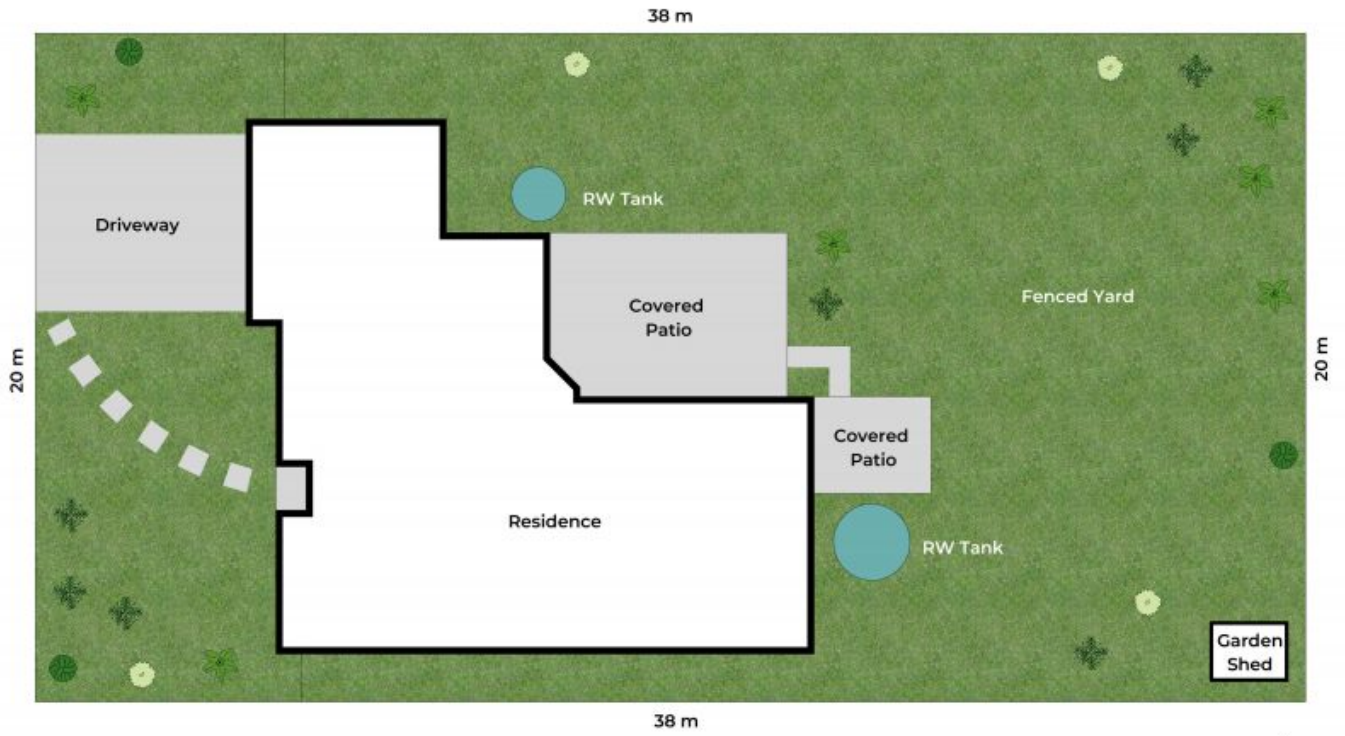 38 m
RW Tank
Driveway
Covered
Patio
Fenced Yard
20 m
20 m
Covered
Patio
Residence
RW Tank
Garden
Shed
38 m